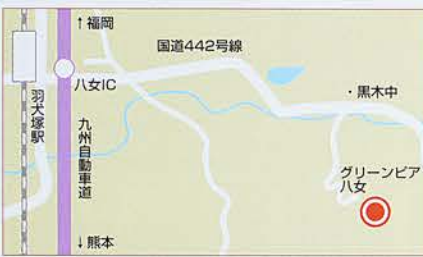 ↑福岡
国道442号線
八女IC
・黒木中
羽犬塚駅
九州自動車道
グリーンピア
八女
↓熊本